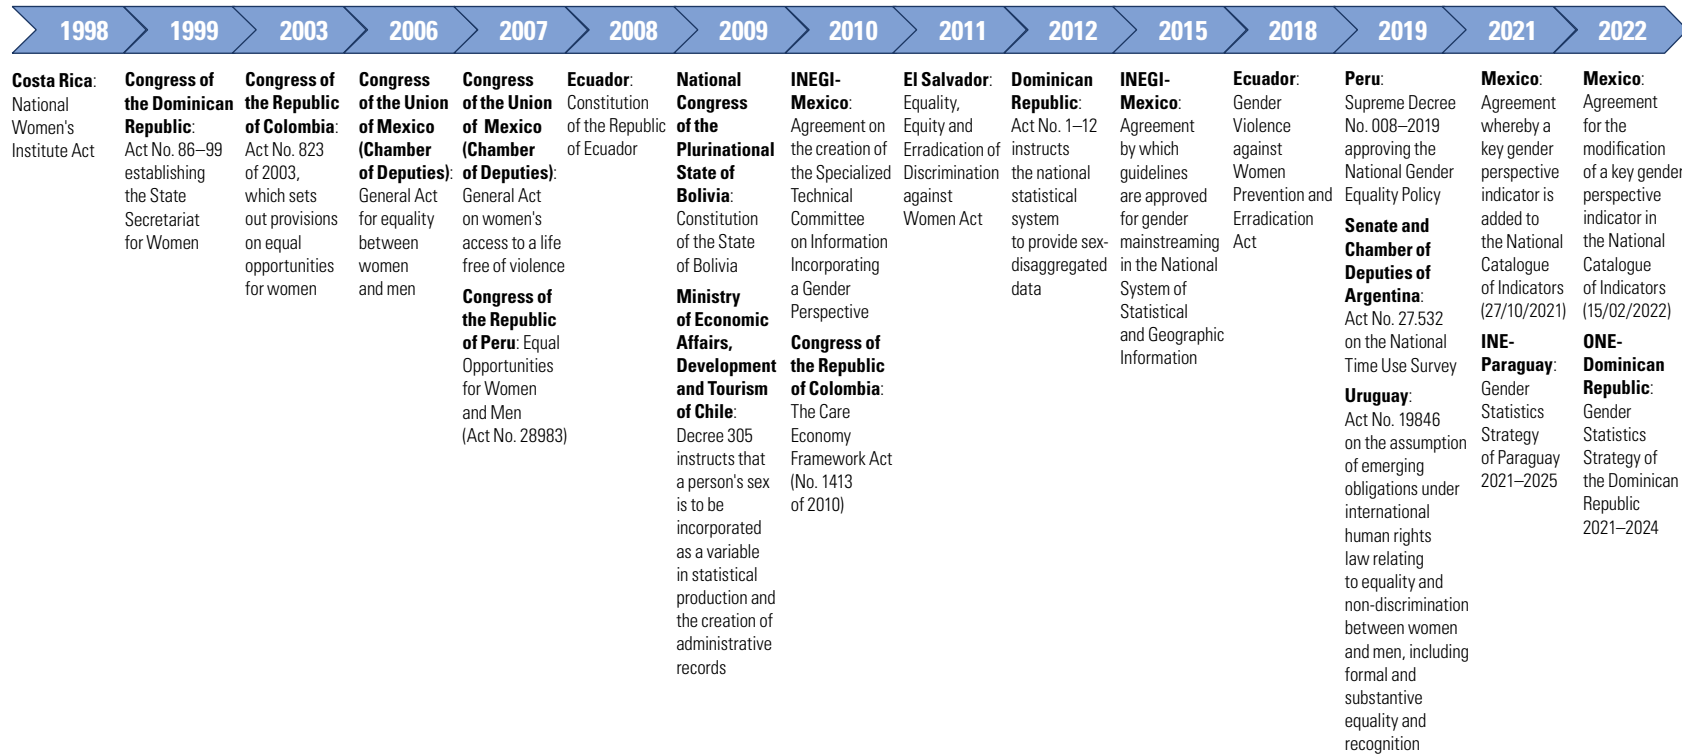 1998
1999
2003
2006
2007
2008
2009
2010
2011
2012
2015
2018
2019
2021
2022
Costa Rica:
National
Women's
Institute Act
Congress of
the Dominican
Republic:
Act No. 86–99
establishing
the State
Secretariat
for Women
Congress of
the Republic
of Colombia:
Act No. 823
of 2003,
which sets
out provisions
on equal
opportunities
for women
Congress
of the Union
of Mexico
(Chamber
of Deputies):
General Act
for equality
between
women
and men
Congress
of the Union
of Mexico
(Chamber
of Deputies):
General Act
on women's
access to a life
free of violence
Congress of
the Republic
of Peru: Equal
Opportunities
for Women
and Men
(Act No. 28983)
Ecuador:
Constitution
of the Republic
of Ecuador
National
Congress
of the
Plurinational
State of
Bolivia:
Constitution
of the State
of Bolivia
Ministry
of Economic
Affairs,
Development
and Tourism
of Chile:
Decree 305
instructs that
a person's sex
is to be
incorporated
as a variable
in statistical
production and
the creation of
administrative
records
INEGI-
Mexico:
Agreement on
the creation of
the Specialized
Technical
Committee
on Information
Incorporating
a Gender
Perspective
Congress of
the Republic
of Colombia:
The Care
Economy
Framework Act
(No. 1413
of 2010)
El Salvador:
Equality,
Equity and
Erradication of
Discrimination
against
Women Act
Dominican
Republic:
Act No. 1–12
instructs
the national
statistical
system
to provide sex-
disaggregated
data
INEGI-
Mexico:
Agreement
by which
guidelines
are approved
for gender
mainstreaming
in the National
System of
Statistical
and Geographic
Information
Ecuador:
Gender
Violence
against
Women
Prevention and
Erradication
Act
Peru:
Supreme Decree
No. 008–2019
approving the
National Gender
Equality Policy
Senate and
Chamber of
Deputies of
Argentina:
Act No. 27.532
on the National
Time Use Survey
Uruguay:
Act No. 19846
on the assumption
of emerging
obligations under
international
human rights
law relating
to equality and
non-discrimination
between women
and men, including
formal and
substantive
equality and
recognition
Mexico:
Agreement
whereby a
key gender
perspective
indicator is
added to
the National
Catalogue
of Indicators
(27/10/2021)
INE-
Paraguay:
Gender
Statistics
Strategy
of Paraguay
2021–2025
Mexico:
Agreement
for the
modification
of a key gender
perspective
indicator in
the National
Catalogue
of Indicators
(15/02/2022)
ONE-
Dominican
Republic:
Gender
Statistics
Strategy of
the Dominican
Republic
2021–2024